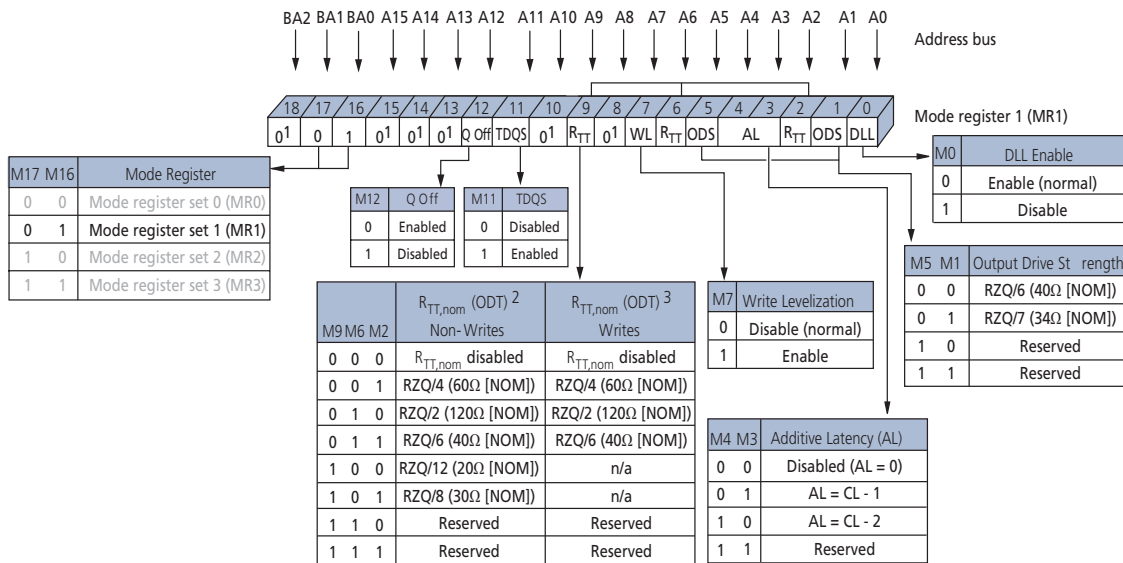 BA2 BA1 BA0 A15 A14 A13 A12 A11 A10 A9 A8 A7 A6 A5 A4 A3 A2 A1 A0
Address bus
18 17 16 15 14 13 12 11 10 9 8 7 6 5 4 3 2 1 0
Mode register 1 (MR1)
0¹ 0 1 0¹ 0¹ 0¹ Q Off TDQS 0¹ RTT 0¹ WL RTT ODS AL RTT ODS DLL
M17 M16 Mode Register
0 0 Mode register set 0 (MR0)
0 1 Mode register set 1 (MR1)
1 0 Mode register set 2 (MR2)
1 1 Mode register set 3 (MR3)
M12 Q Off
0 Enabled
1 Disabled
M11 TDQS
0 Disabled
1 Enabled
M0 DLL Enable
0 Enable (normal)
1 Disable
M5 M1 Output Drive St rength
0 0 RZQ/6 (40Ω [NOM])
0 1 RZQ/7 (34Ω [NOM])
1 0 Reserved
1 1 Reserved
M7 Write Levelization
0 Disable (normal)
1 Enable
RTT,nom (ODT) 2 RTT,nom (ODT) 3
M9 M6 M2 Non-Writes Writes
0 0 0 RTT,nom disabled RTT,nom disabled
0 0 1 RZQ/4 (60Ω [NOM]) RZQ/4 (60Ω [NOM])
0 1 0 RZQ/2 (120Ω [NOM]) RZQ/2 (120Ω [NOM])
0 1 1 RZQ/6 (40Ω [NOM]) RZQ/6 (40Ω [NOM])
1 0 0 RZQ/12 (20Ω [NOM]) n/a
1 0 1 RZQ/8 (30Ω [NOM]) n/a
1 1 0 Reserved Reserved
1 1 1 Reserved Reserved
M4 M3 Additive Latency (AL)
0 0 Disabled (AL = 0)
0 1 AL = CL - 1
1 0 AL = CL - 2
1 1 Reserved